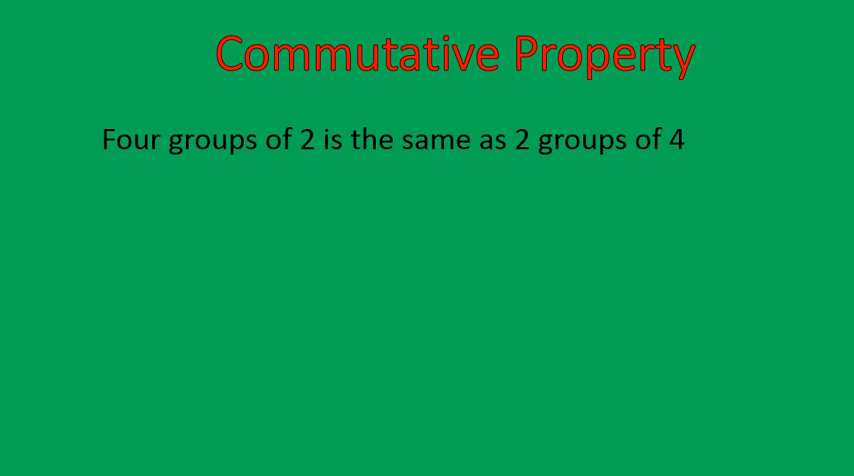 Commutative Property
Four groups of 2 is the same as 2 groups of 4